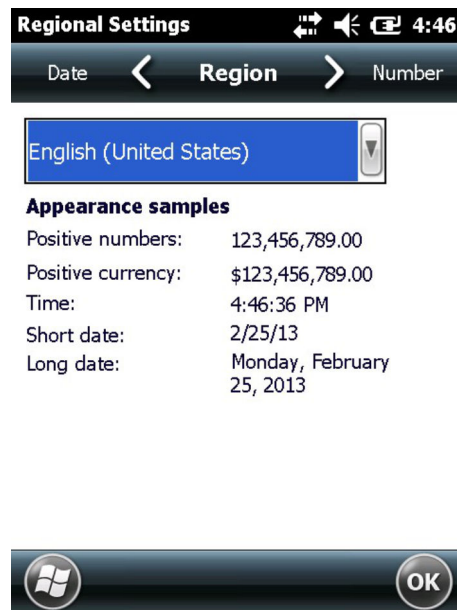 Regional Settings 4:46
Date Region Number
English (United States)
Appearance samples
Positive numbers: 123,456,789.00
Positive currency: $123,456,789.00
Time: 4:46:36 PM
Short date: 2/25/13
Long date: Monday, February
25, 2013
OK